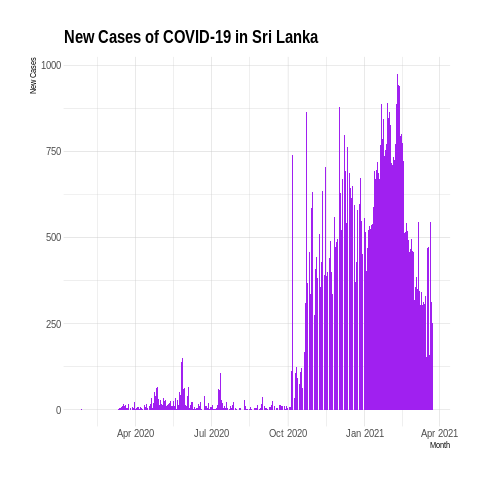 New Cases of COVID-19 in Sri Lanka
New Cases
1000
750
500
250
0
Apr 2020
Jul 2020
Oct 2020
Jan 2021
Apr 2021
Month